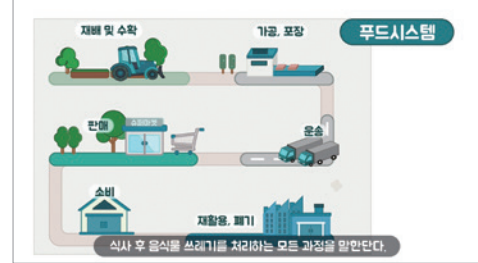 재배 및 수확
가공, 포장
푸드시스템
판매
슈퍼마켓
운송
소비
재활용, 폐기
식사 후 음식물 쓰레기를 처리하는 모든 과정을 말한단다.